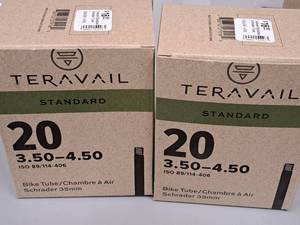 TERAVAIL
STANDARD
20
3.50–4.50
ISO 89/114-406
Bike Tube/Chambre à Air
Schrader 35mm
TERAVAIL
STANDARD
20
3.50–4.50
ISO 89/114-406
Bike Tube/Chambre à Air
Schrader 35mm